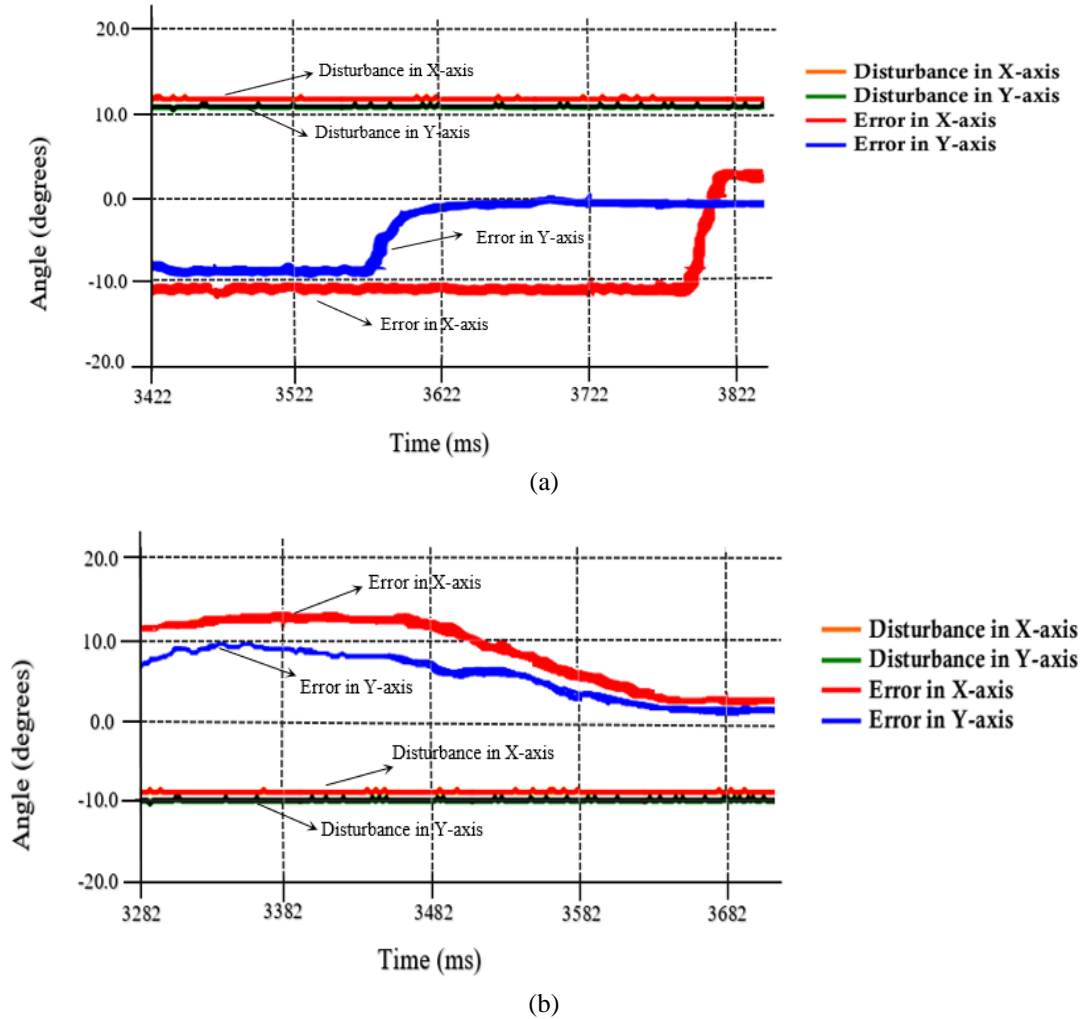 20.0
Disturbance in X-axis
Disturbance in X-axis
Disturbance in Y-axis
10.0
Disturbance in Y-axis
Error in X-axis
Error in Y-axis
0.0
Error in Y-axis
Angle (degrees)
-10.0
Error in X-axis
-20.0
3422
3522
3622
3722
3822
Time (ms)
(a)
20.0
Error in X-axis
10.0
Disturbance in X-axis
Disturbance in Y-axis
Error in Y-axis
Error in X-axis
Error in Y-axis
0.0
Angle (degrees)
Disturbance in X-axis
-10.0
Disturbance in Y-axis
-20.0
3282
3382
3482
3582
3682
Time (ms)
(b)